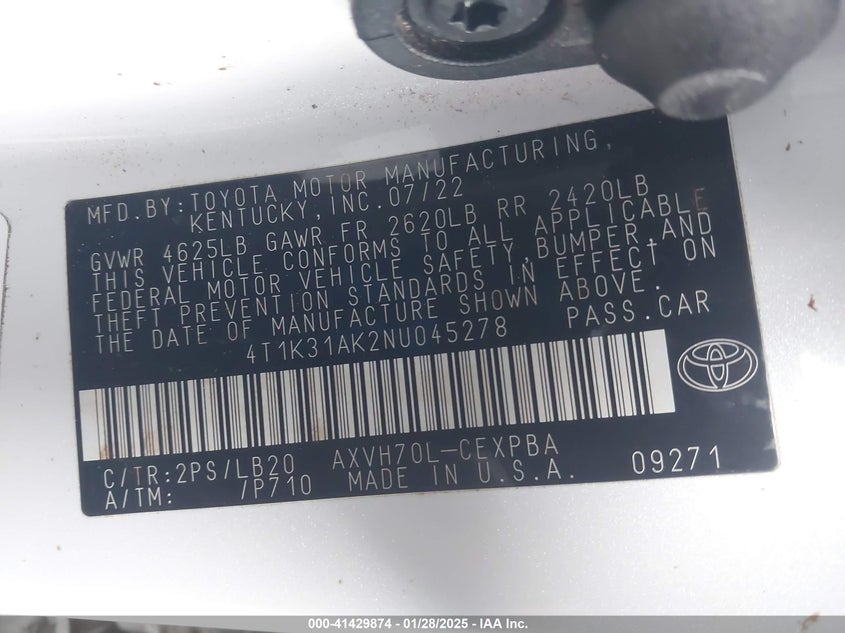 MFD. BY: TOYOTA MOTOR MANUFACTURING,
KENTUCKY, INC. 07/22
GVWR 4625LB GAWR FR 2620LB RR 2420LB
THIS VEHICLE CONFORMS TO ALL APPLICABLE
FEDERAL MOTOR VEHICLE SAFETY, BUMPER, AND
THEFT PREVENTION STANDARDS IN EFFECT ON
THE DATE OF MANUFACTURE SHOWN ABOVE.
4T1K31AK2NU045278 PASS. CAR
C/TR: 2PS/LB20 AXVH70L-CEXPBA
A/TM: /P710 MADE IN U.S.A. 09271
000-41429874 - 01/28/2025 - IAA Inc.